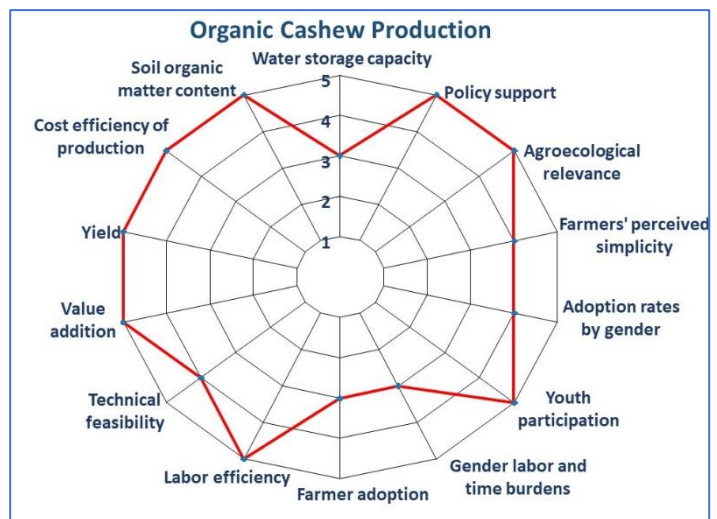 Organic Cashew Production
Water storage capacity
Policy support
Agroecological
relevance
Farmers' perceived
simplicity
Adoption rates
by gender
Youth
participation
Gender labor and
time burdens
Farmer adoption
Labor efficiency
Technical
feasibility
Value
addition
Yield
Cost efficiency of
production
Soil organic
matter content
5
4
3
2
1